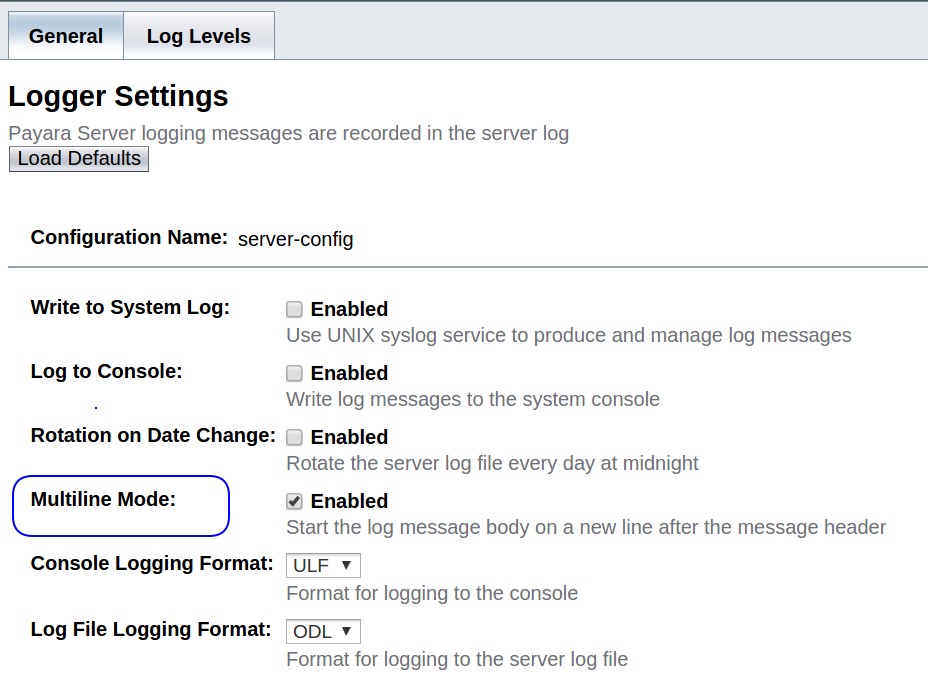 General Log Levels
Logger Settings
Payara Server logging messages are recorded in the server log
Load Defaults
Configuration Name: server-config
Write to System Log: Enabled
Use UNIX syslog service to produce and manage log messages
Log to Console: Enabled
Write log messages to the system console
Rotation on Date Change: Enabled
Rotate the server log file every day at midnight
Multiline Mode: Enabled
Start the log message body on a new line after the message header
Console Logging Format: ULF
Format for logging to the console
Log File Logging Format: ODL
Format for logging to the server log file